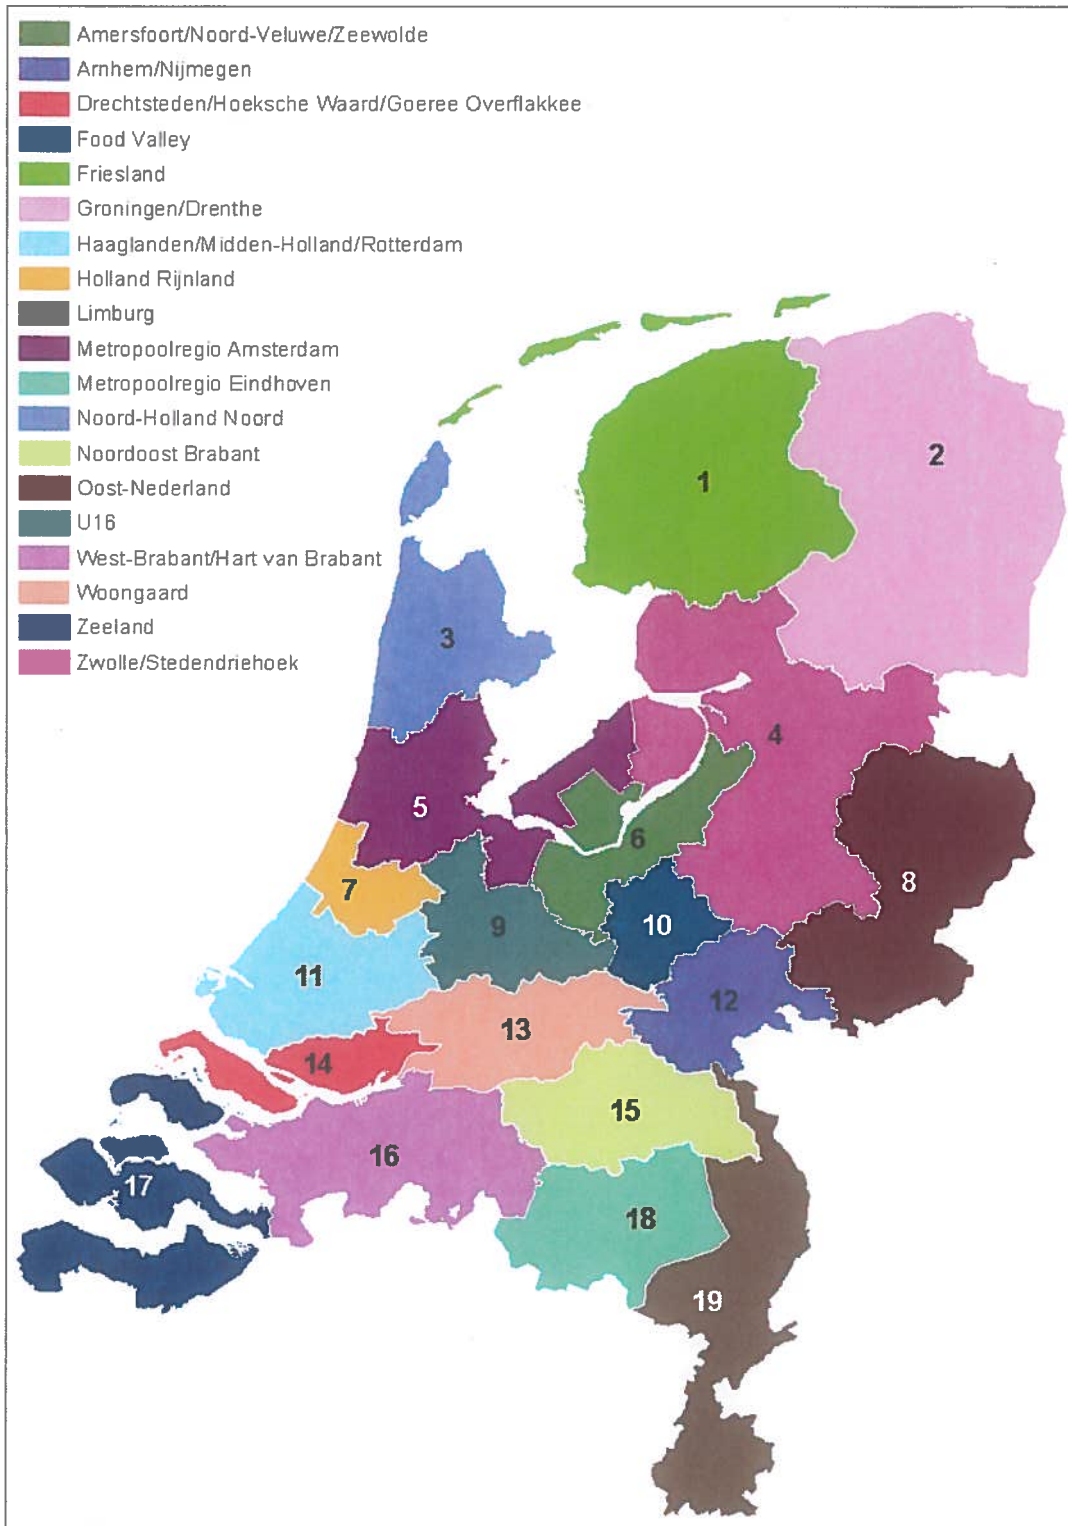 Amersfoort/Noord-Veluwe/Zeewolde
Arnhem/Nijmegen
Drechtsteden/Hoeksche Waard/Goeree Overflakkee
Food Valley
Friesland
Groningen/Drenthe
Haaglanden/Midden-Holland/Rotterdam
Holland Rijnland
Limburg
Metropoolregio Amsterdam
Metropoolregio Eindhoven
Noord-Holland Noord
Noordoost Brabant
Oost-Nederland
U16
West-Brabant/Hart van Brabant
Woongaard
Zeeland
Zwolle/Stedendriehoek
1
2
3
4
5
6
7
8
9
10
11
12
13
14
15
16
17
18
19